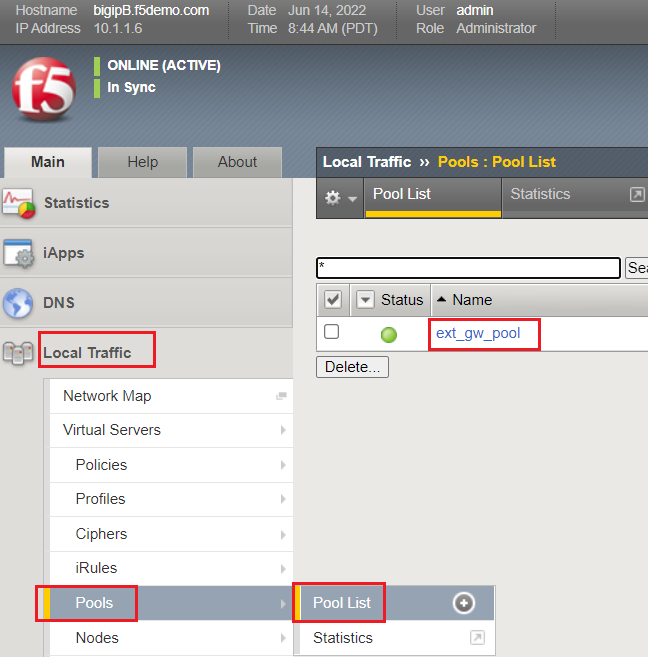 Hostname bigipB.f5demo.com Date Jun 14, 2022 User admin
IP Address 10.1.1.6 Time 8:44 AM (PDT) Role Administrator
f5
ONLINE (ACTIVE)
In Sync
Main Help About
Local Traffic ›› Pools : Pool List
Pool List Statistics
Statistics
iApps
DNS
Local Traffic
*
Sea
Status Name
ext_gw_pool
Delete...
Network Map
Virtual Servers
Policies
Profiles
Ciphers
iRules
Pools
Pool List
Nodes
Statistics